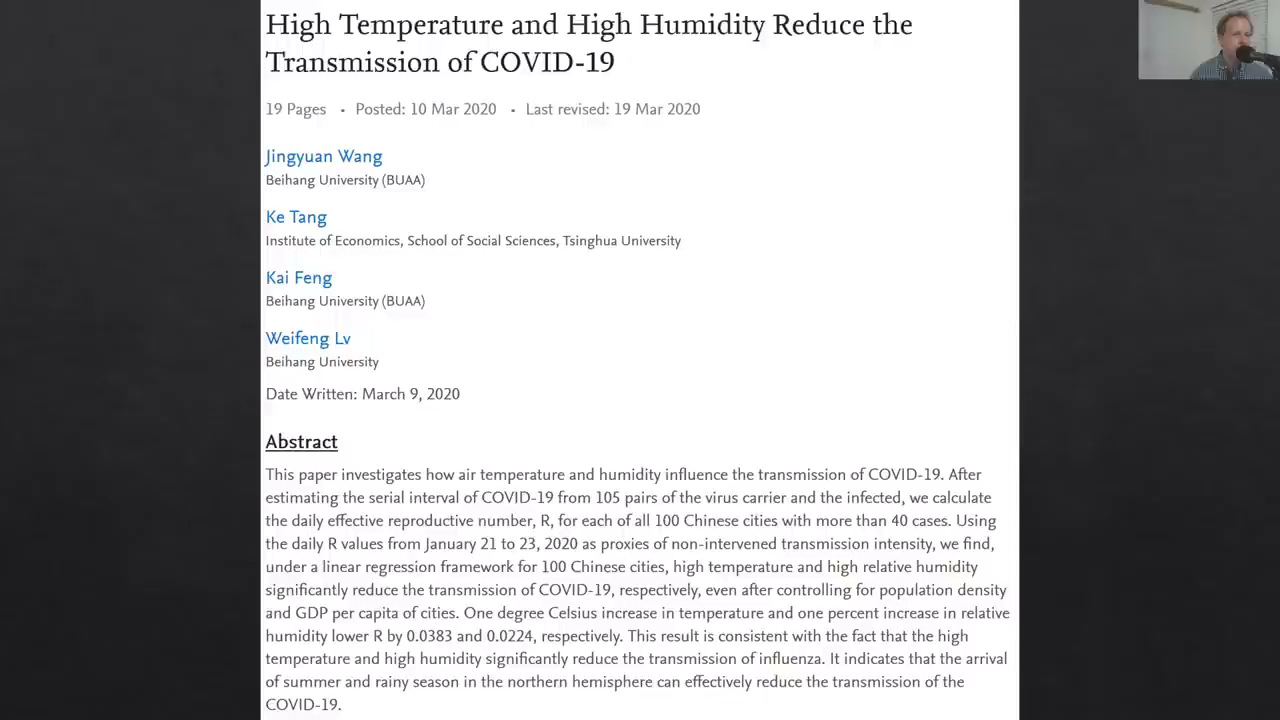 High Temperature and High Humidity Reduce the
Transmission of COVID-19
19 Pages • Posted: 10 Mar 2020 • Last revised: 19 Mar 2020
Jingyuan Wang
Beihang University (BUAA)
Ke Tang
Institute of Economics, School of Social Sciences, Tsinghua University
Kai Feng
Beihang University (BUAA)
Weifeng Lv
Beihang University
Date Written: March 9, 2020
Abstract
This paper investigates how air temperature and humidity influence the transmission of COVID-19. After
estimating the serial interval of COVID-19 from 105 pairs of the virus carrier and the infected, we calculate
the daily effective reproductive number, R, for each of all 100 Chinese cities with more than 40 cases. Using
the daily R values from January 21 to 23, 2020 as proxies of non-intervened transmission intensity, we find,
under a linear regression framework for 100 Chinese cities, high temperature and high relative humidity
significantly reduce the transmission of COVID-19, respectively, even after controlling for population density
and GDP per capita of cities. One degree Celsius increase in temperature and one percent increase in relative
humidity lower R by 0.0383 and 0.0224, respectively. This result is consistent with the fact that the high
temperature and high humidity significantly reduce the transmission of influenza. It indicates that the arrival
of summer and rainy season in the northern hemisphere can effectively reduce the transmission of the
COVID-19.